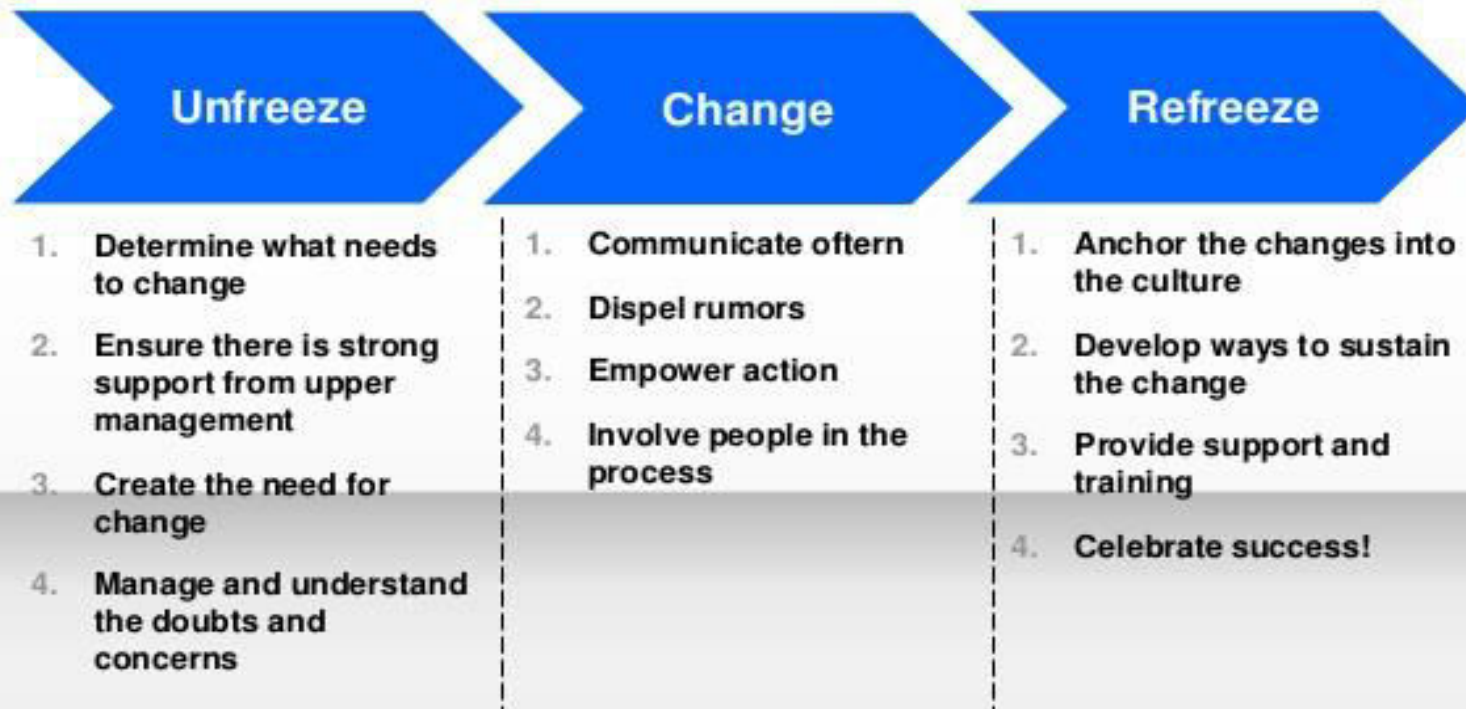 Unfreeze
Change
Refreeze
1. Determine what needs
to change
2. Ensure there is strong
support from upper
management
3. Create the need for
change
4. Manage and understand
the doubts and
concerns
1. Communicate oftern
2. Dispel rumors
3. Empower action
4. Involve people in the
process
1. Anchor the changes into
the culture
2. Develop ways to sustain
the change
3. Provide support and
training
4. Celebrate success!